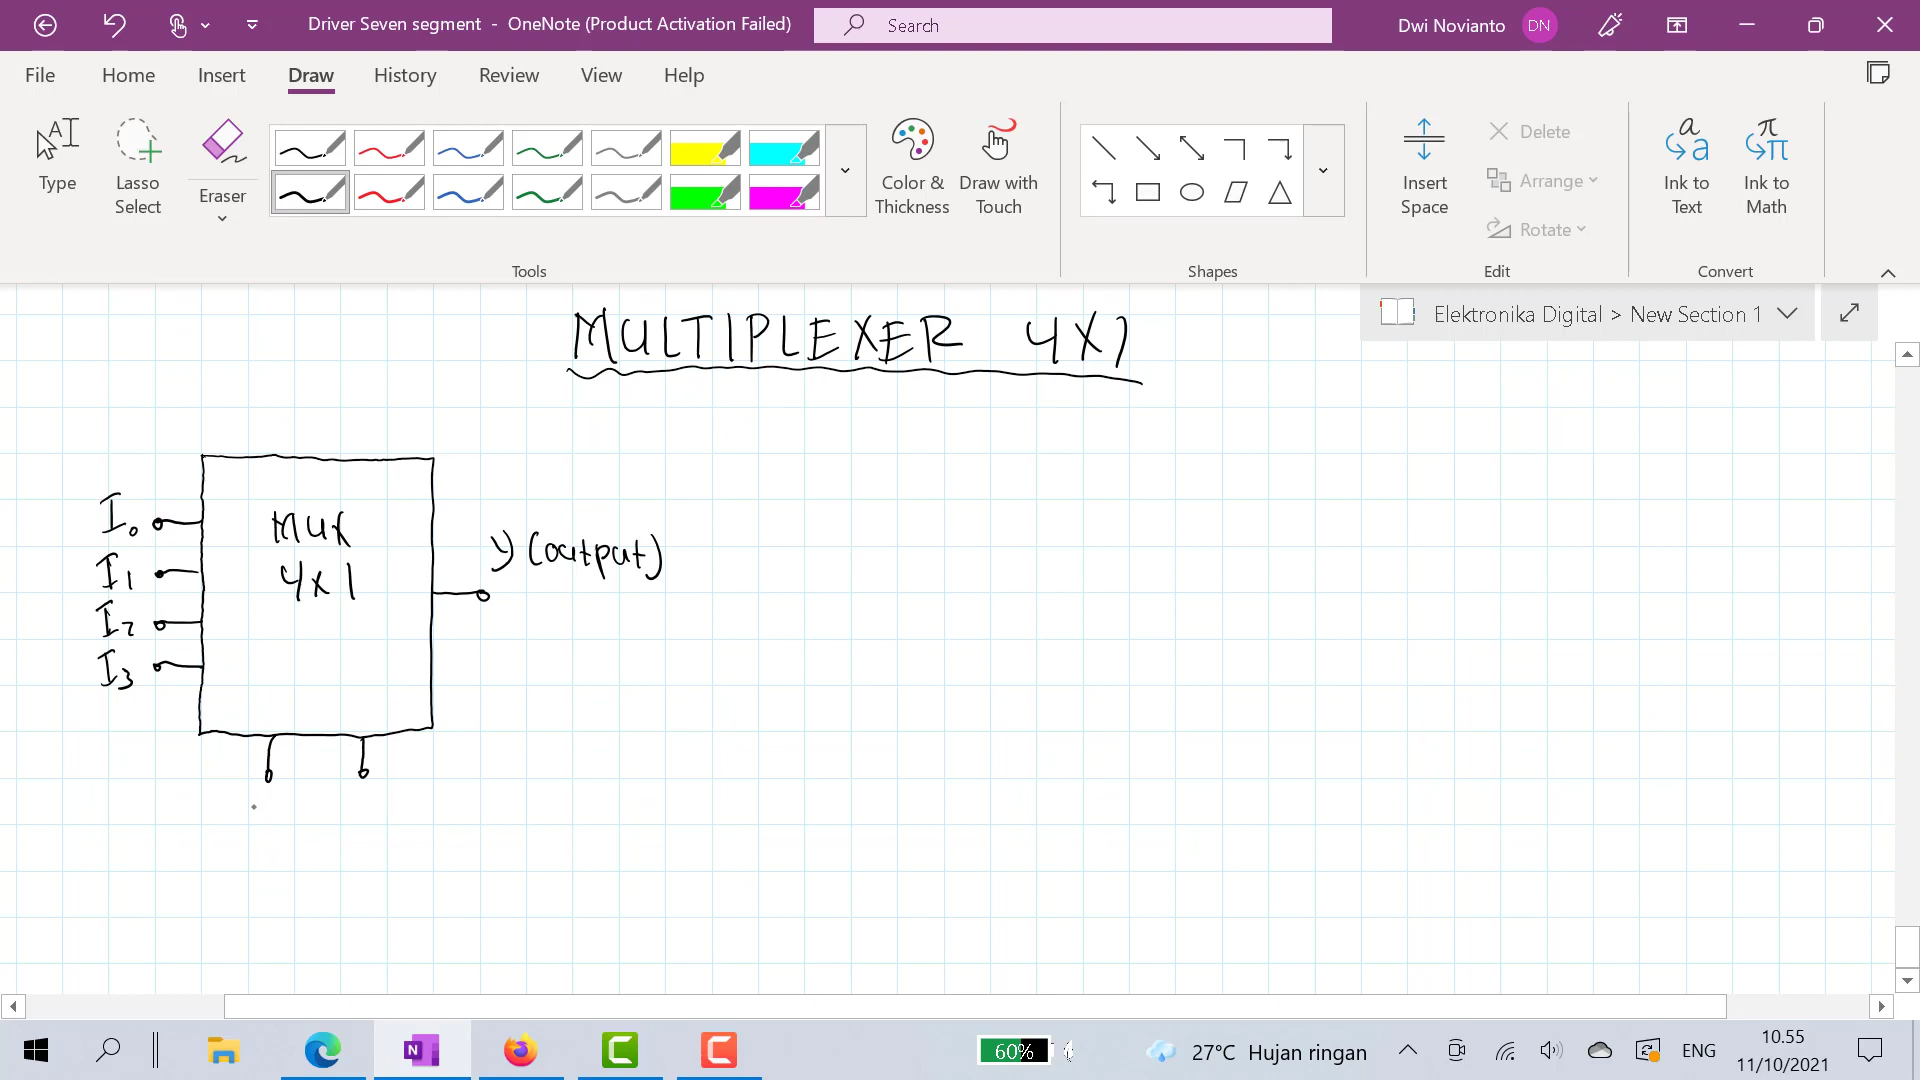 Driver Seven segment - OneNote (Product Activation Failed)
Search
Dwi Novianto
DN
File
Home
Insert
Draw
History
Review
View
Help
Type
Lasso Select
Eraser
Color & Thickness
Draw with Touch
Insert Space
Delete
Arrange
Rotate
Ink to Text
Ink to Math
Tools
Shapes
Edit
Convert
Elektronika Digital > New Section 1
MULTIPLEXER 4X1
I0
I1
I2
I3
MUX
4x1
y (output)
60%
27°C Hujan ringan
ENG
10.55
11/10/2021